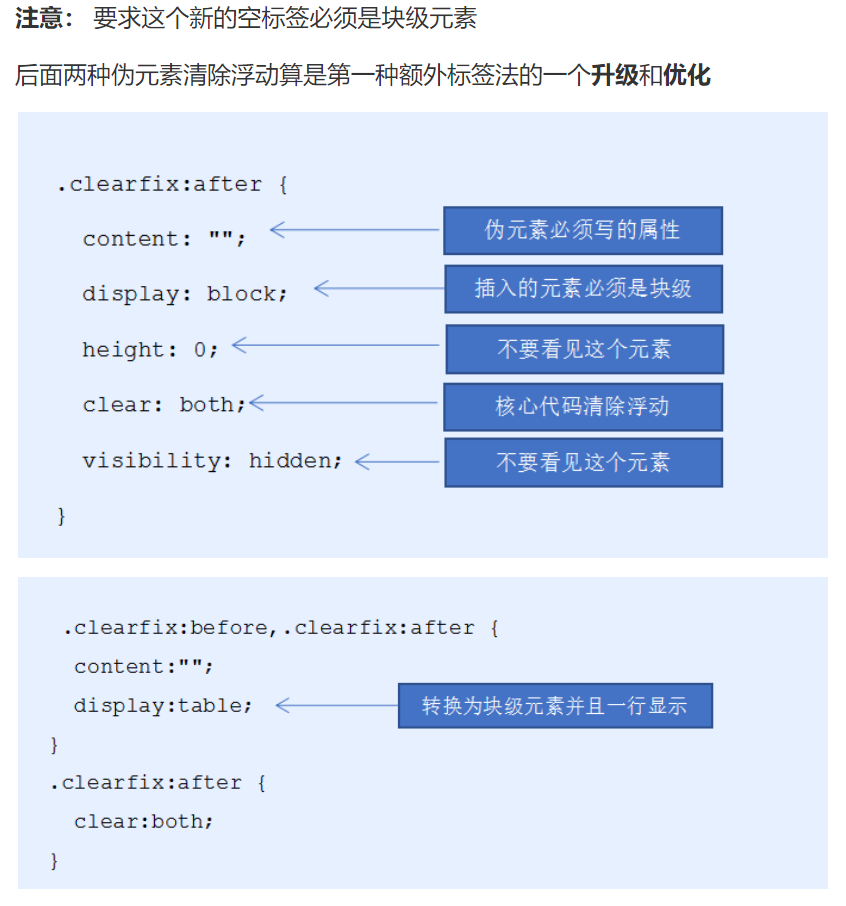 注意： 要求这个新的空标签必须是块级元素
后面两种伪元素清除浮动算是第一种额外标签法的一个升级和优化
.clearfix:after {
content: "";
伪元素必须写的属性
display: block;
插入的元素必须是块级
height: 0;
不要看见这个元素
clear: both;
核心代码清除浮动
visibility: hidden;
不要看见这个元素
}
.clearfix:before,.clearfix:after {
content:"";
display:table;
转换为块级元素并且一行显示
}
.clearfix:after {
clear:both;
}